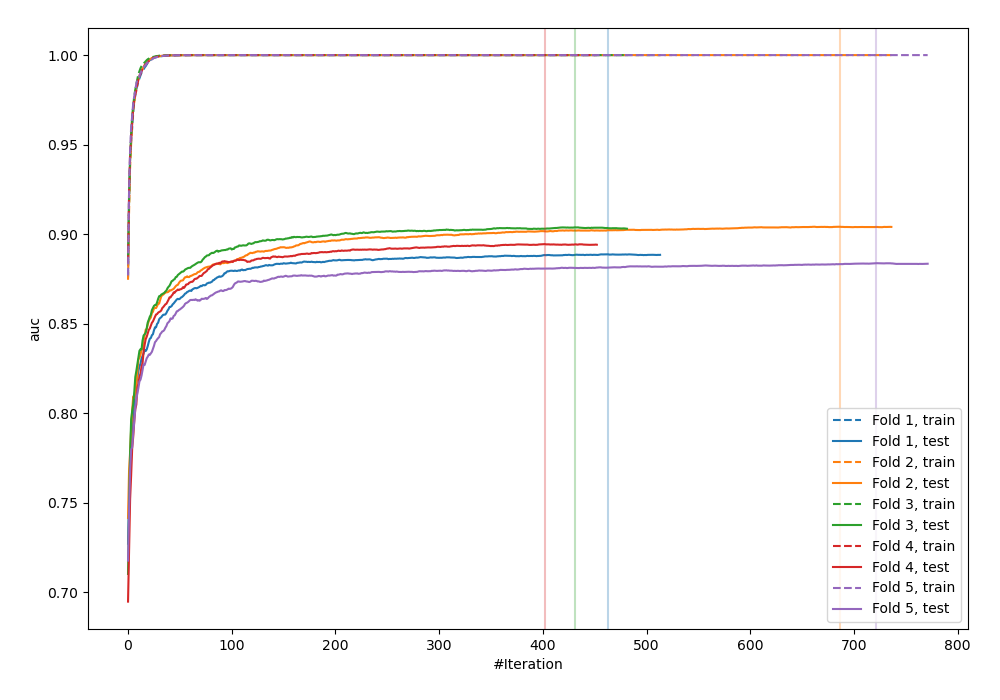 1.00
0.95
0.90
0.85
0.80
0.75
0.70
auc
0
100
200
300
400
500
600
700
800
#Iteration
Fold 1, train
Fold 1, test
Fold 2, train
Fold 2, test
Fold 3, train
Fold 3, test
Fold 4, train
Fold 4, test
Fold 5, train
Fold 5, test